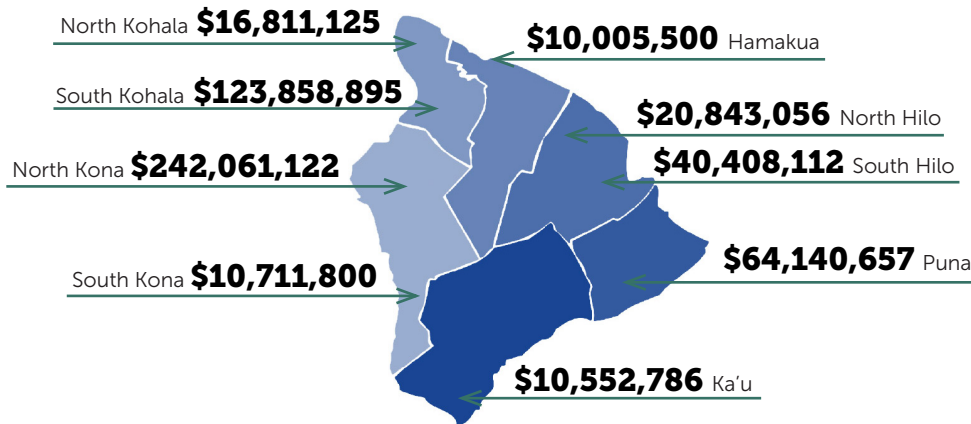 North Kohala $16,811,125
$10,005,500 Hamakua
South Kohala $123,858,895
$20,843,056 North Hilo
North Kona $242,061,122
$40,408,112 South Hilo
South Kona $10,711,800
$64,140,657 Puna
$10,552,786 Ka'u